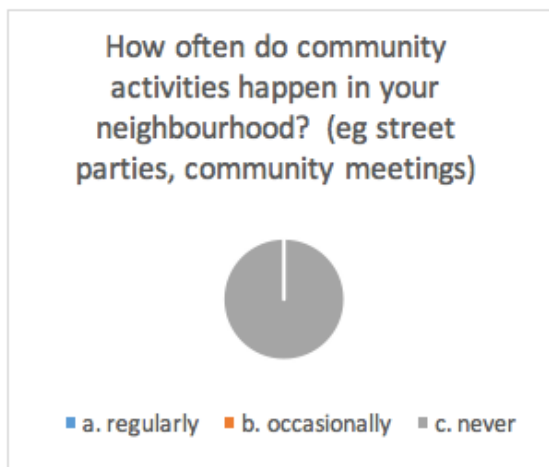 How often do community
activities happen in your
neighbourhood?  (eg street
parties, community meetings)
a. regularly b. occasionally c. never